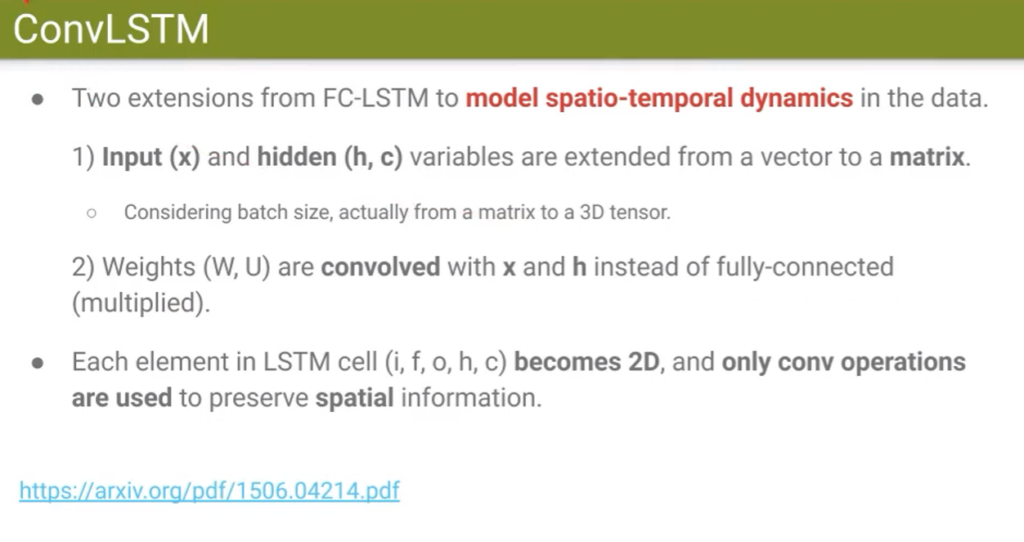 ConvLSTM
● Two extensions from FC-LSTM to model spatio-temporal dynamics in the data.
1) Input (x) and hidden (h, c) variables are extended from a vector to a matrix.
○ Considering batch size, actually from a matrix to a 3D tensor.
2) Weights (W, U) are convolved with x and h instead of fully-connected
(multiplied).
● Each element in LSTM cell (i, f, o, h, c) becomes 2D, and only conv operations
are used to preserve spatial information.
https://arxiv.org/pdf/1506.04214.pdf